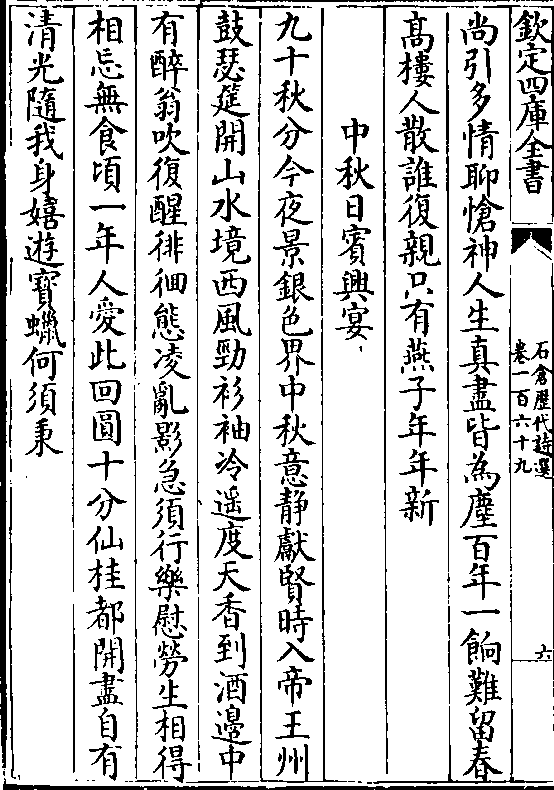 欽定四庫全書
石倉歷代詩選
卷一百六十九
六
尚引多情聊愴神人生真盡皆為塵百年一餉難留春
髙樓人散誰復親只有燕子年年新
中秋日賓興宴
九十秋分今夜景銀色界中秋意静獻賢時入帝王州
鼓瑟筵開山水境西風勁衫袖冷遥度天香到酒邊中
有醉翁吹復醒徘徊態凌亂影急須行樂慰勞生相得
相忘無食頃一年人愛此回圓十分仙桂都開盡自有
清光隨我身嬉遊寳蠟何須秉